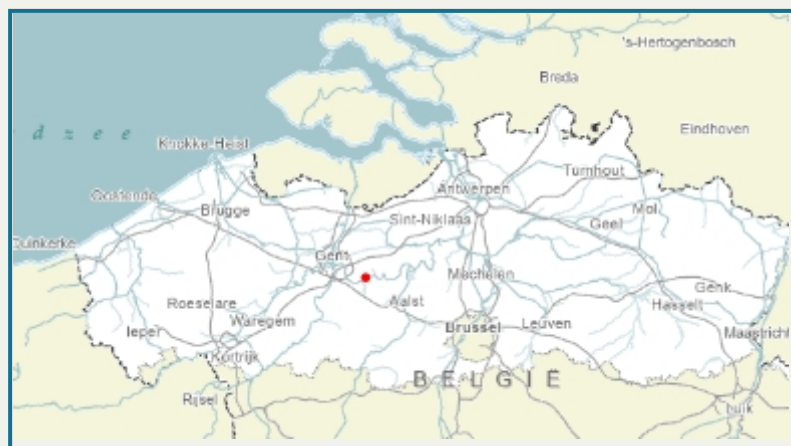 's-Hertogenbosch
Breda
dzee
Eindhoven
Knokke-Heist
Turnhout
Antwerpen
Oostende
Mol
Brugge
Sint-Niklaas
Geel
Duinkerke
Gent
Mechelen
Genk
Roeselare
Aalst
Hasselt
Waregem
Brussel
Leuven
Ieper
Maastricht
Kortrijk
BELGIË
Rijsel
Luik